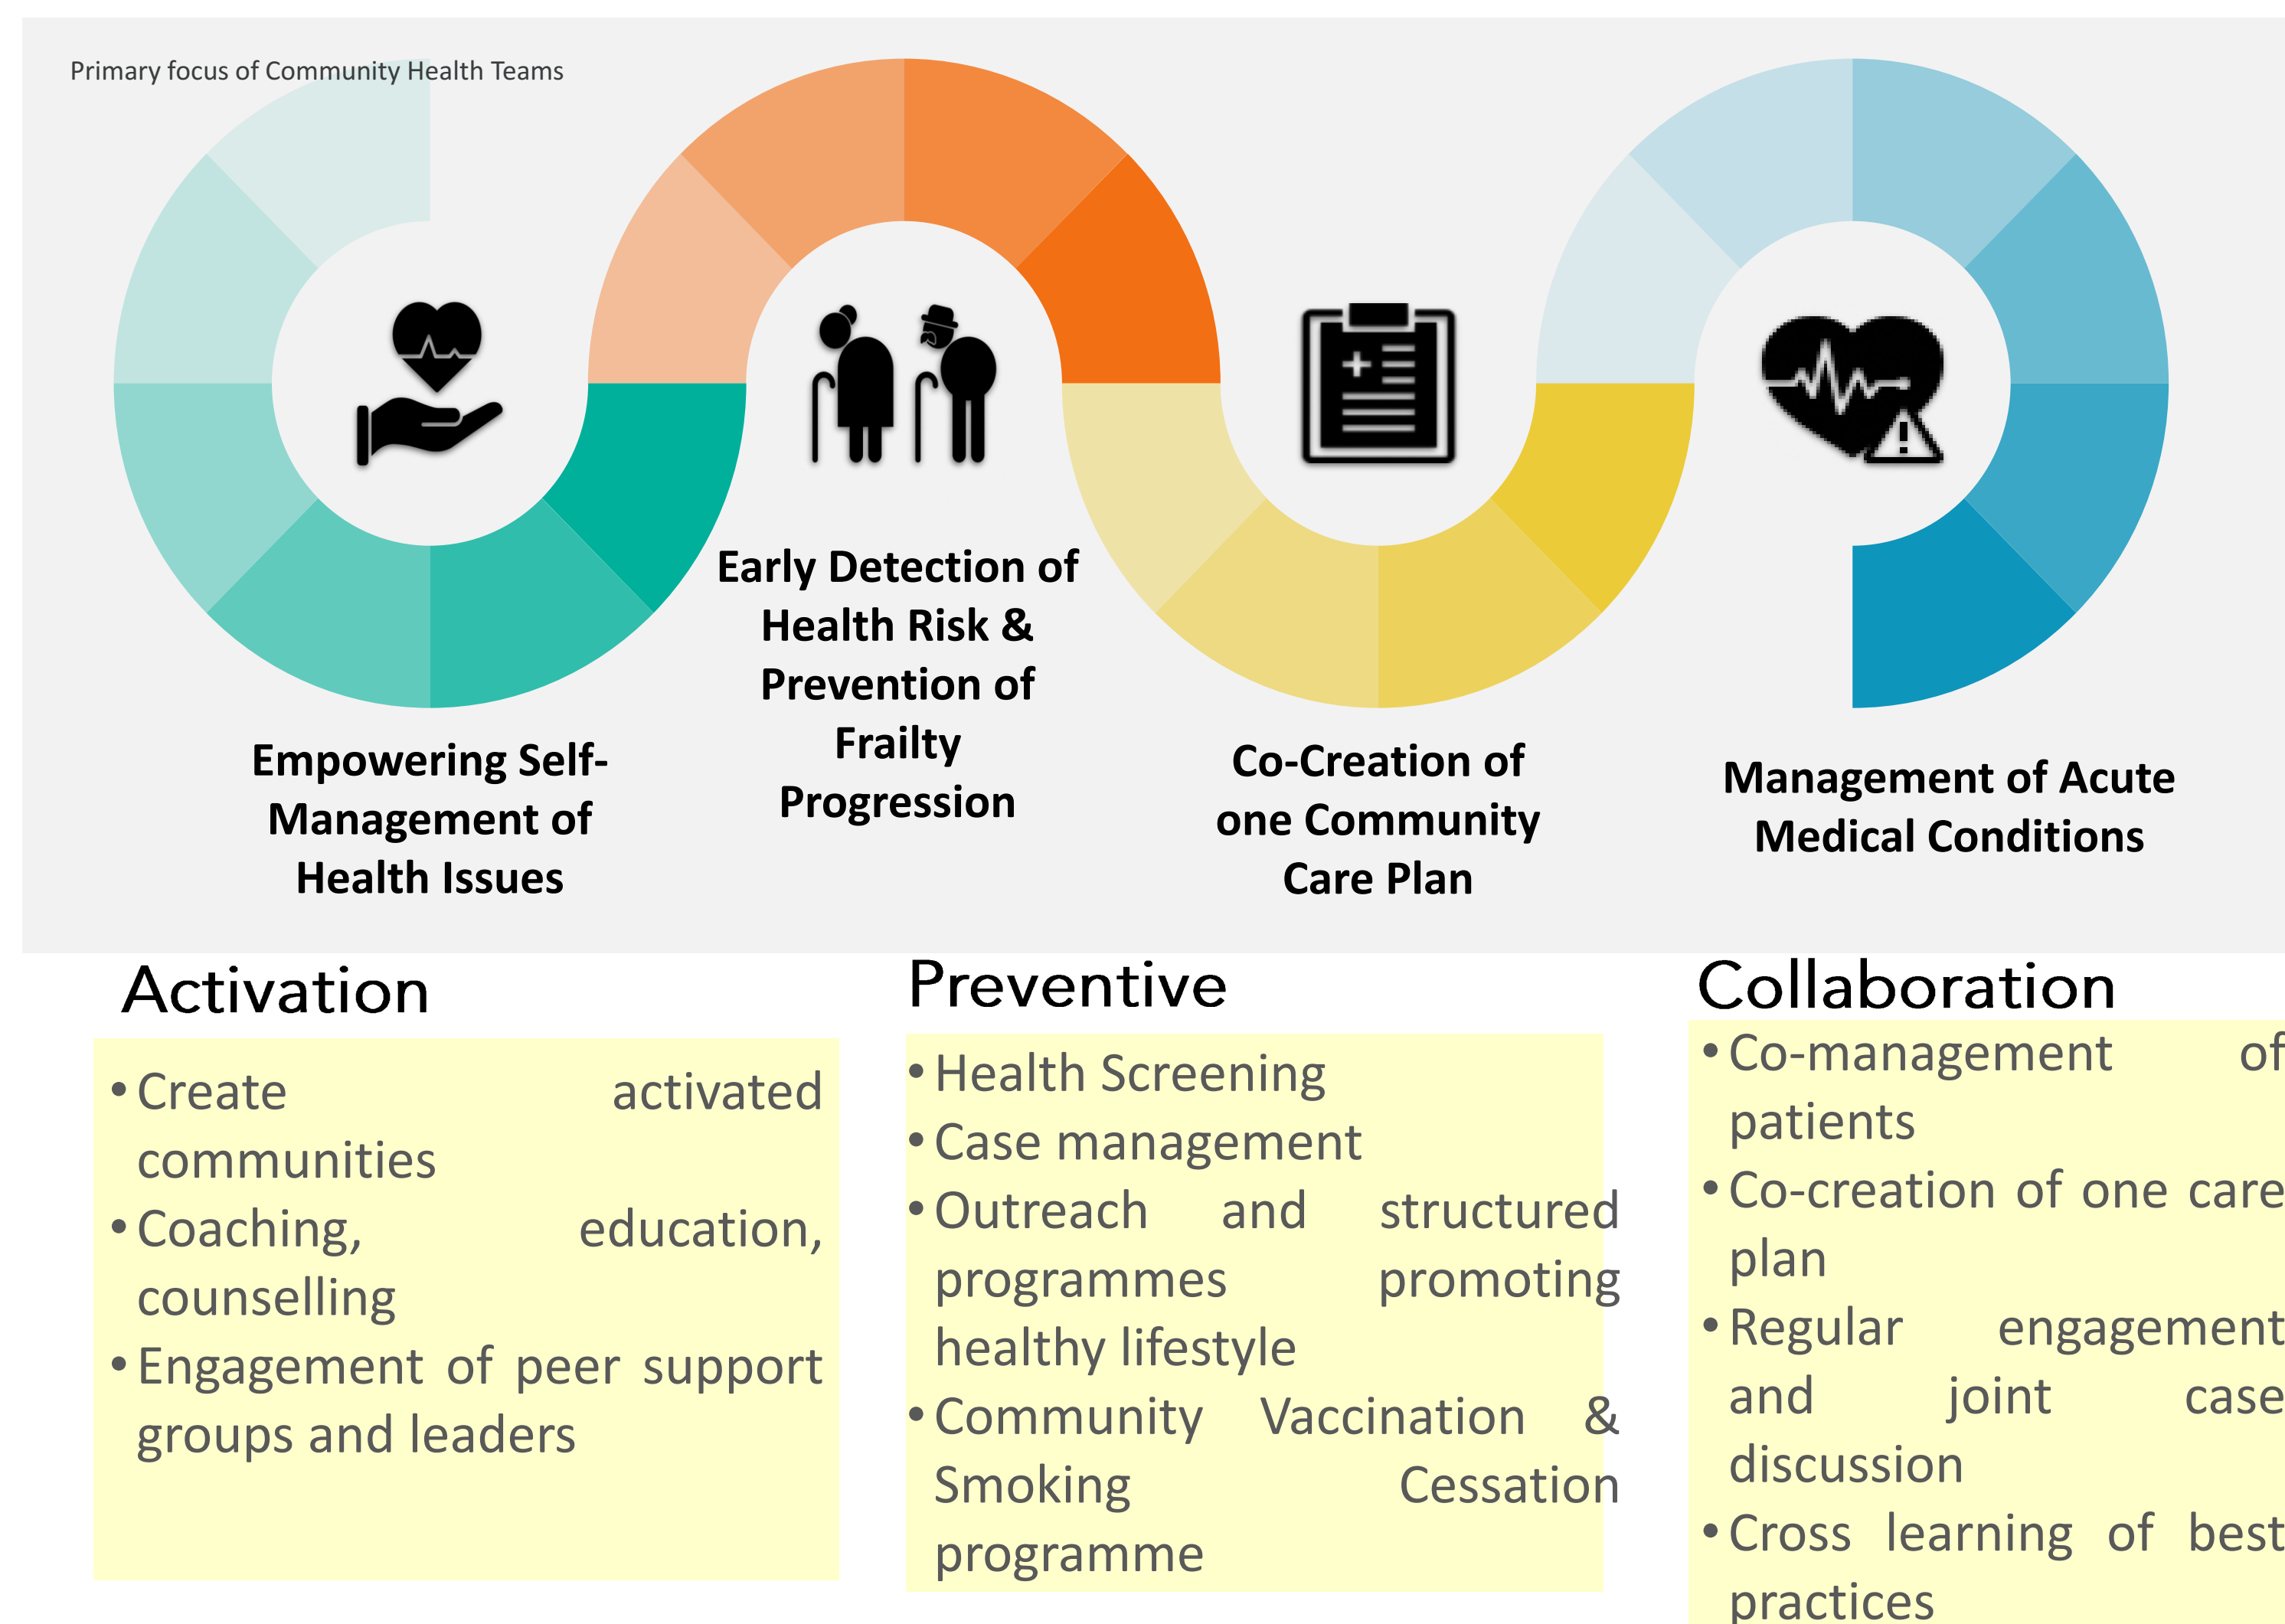 Primary focus of Community Health Teams
Empowering Self-
Management of
Health Issues
Early Detection of
Health Risk &
Prevention of
Frailty
Progression
Co-Creation of
one Community
Care Plan
Management of Acute
Medical Conditions
Activation
• Create activated
communities
• Coaching, education,
counselling
• Engagement of peer support
groups and leaders
Preventive
• Health Screening
• Case management
• Outreach and structured
programmes promoting
healthy lifestyle
• Community Vaccination &
Smoking Cessation
programme
Collaboration
• Co-management of
patients
• Co-creation of one care
plan
• Regular engagement
and joint case
discussion
• Cross learning of best
practices